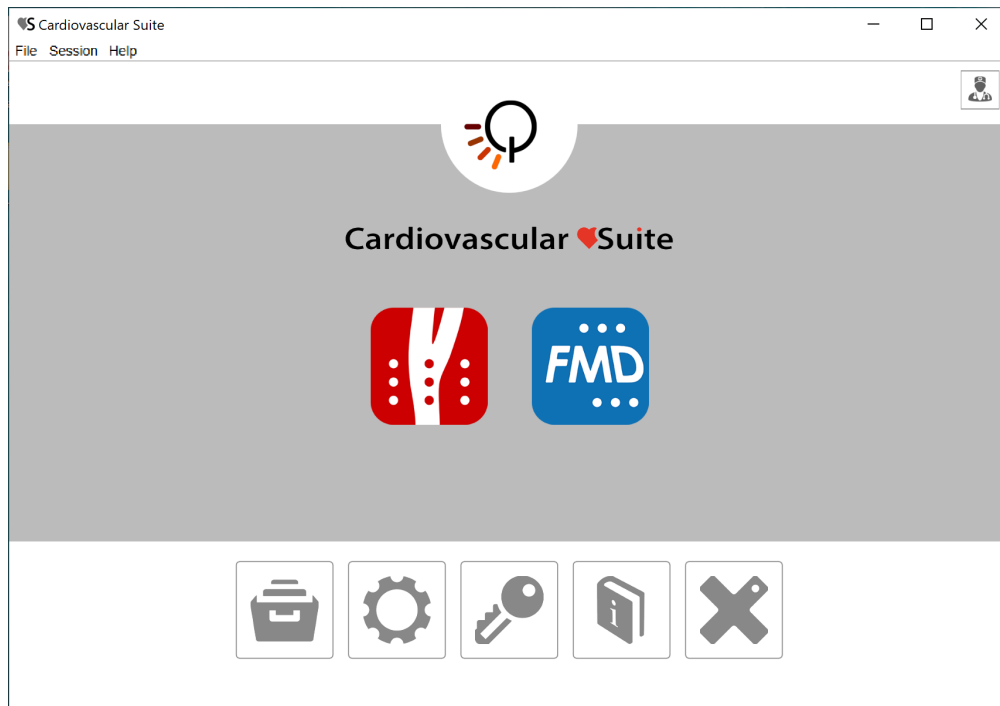 S Cardiovascular Suite
File Session Help
Cardiovascular Suite
FMD
i